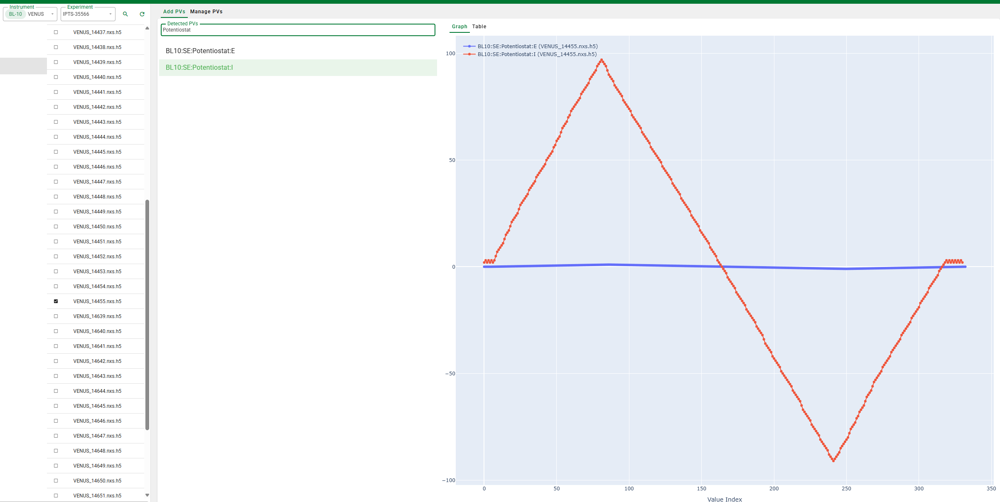 Instrument
BL-10 VENUS
Experiment
IPTS-35566
VENUS_14437.nxs.h5
VENUS_14438.nxs.h5
VENUS_14439.nxs.h5
VENUS_14440.nxs.h5
VENUS_14441.nxs.h5
VENUS_14442.nxs.h5
VENUS_14443.nxs.h5
VENUS_14444.nxs.h5
VENUS_14445.nxs.h5
VENUS_14446.nxs.h5
VENUS_14447.nxs.h5
VENUS_14448.nxs.h5
VENUS_14449.nxs.h5
VENUS_14450.nxs.h5
VENUS_14451.nxs.h5
VENUS_14452.nxs.h5
VENUS_14453.nxs.h5
VENUS_14454.nxs.h5
VENUS_14455.nxs.h5
VENUS_14639.nxs.h5
VENUS_14640.nxs.h5
VENUS_14641.nxs.h5
VENUS_14642.nxs.h5
VENUS_14643.nxs.h5
VENUS_14644.nxs.h5
VENUS_14645.nxs.h5
VENUS_14646.nxs.h5
VENUS_14647.nxs.h5
VENUS_14648.nxs.h5
VENUS_14649.nxs.h5
VENUS_14650.nxs.h5
VENUS_14651.nxs.h5
Add PVs Manage PVs
Detected PVs
Potentiostat
BL10:SE:Potentiostat:E
BL10:SE:Potentiostat:I
Graph Table
BL10:SE:Potentiostat:E (VENUS_14455.nxs.h5)
BL10:SE:Potentiostat:I (VENUS_14455.nxs.h5)
100
50
0
−50
−100
0 50 100 150 200 250 300 350
Value Index